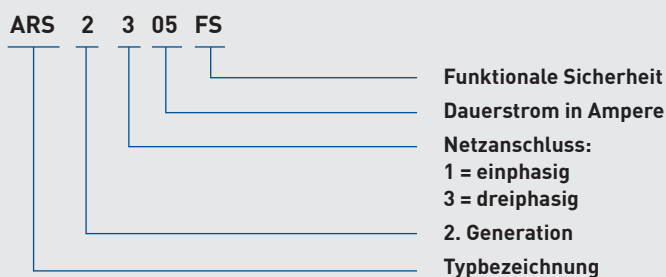 ARS 2 3 05 FS
Funktionale Sicherheit
Dauerstrom in Ampere
Netzanschluss:
1 = einphasig
3 = dreiphasig
2. Generation
Typbezeichnung